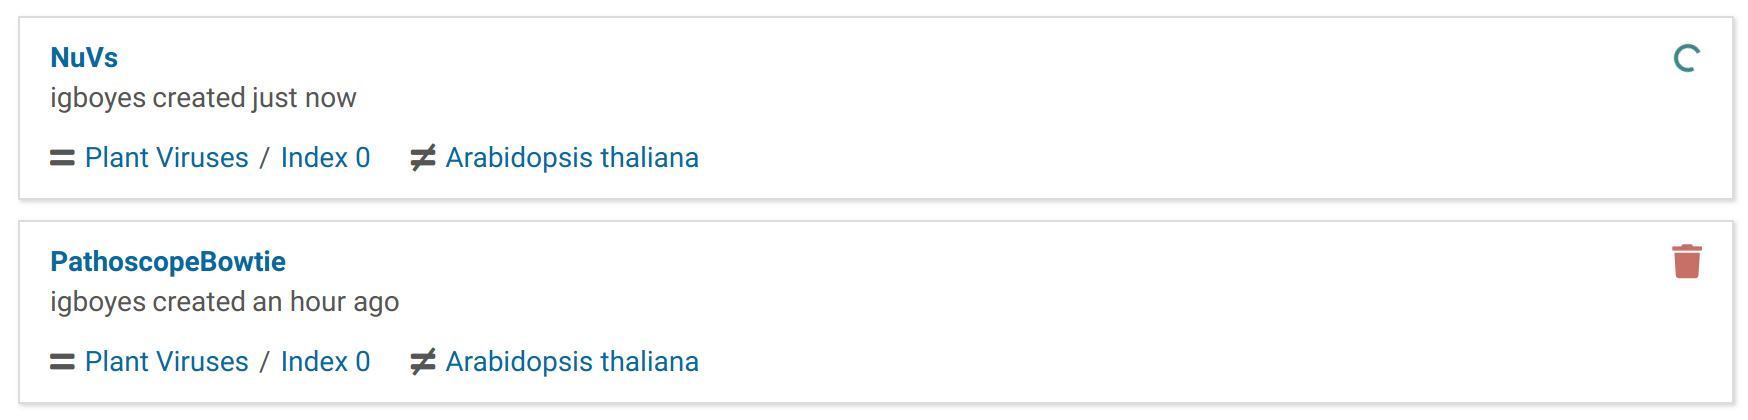 NuVs
igboyes created just now
Plant Viruses / Index 0 Arabidopsis thaliana
PathoscopeBowtie
igboyes created an hour ago
Plant Viruses / Index 0 Arabidopsis thaliana